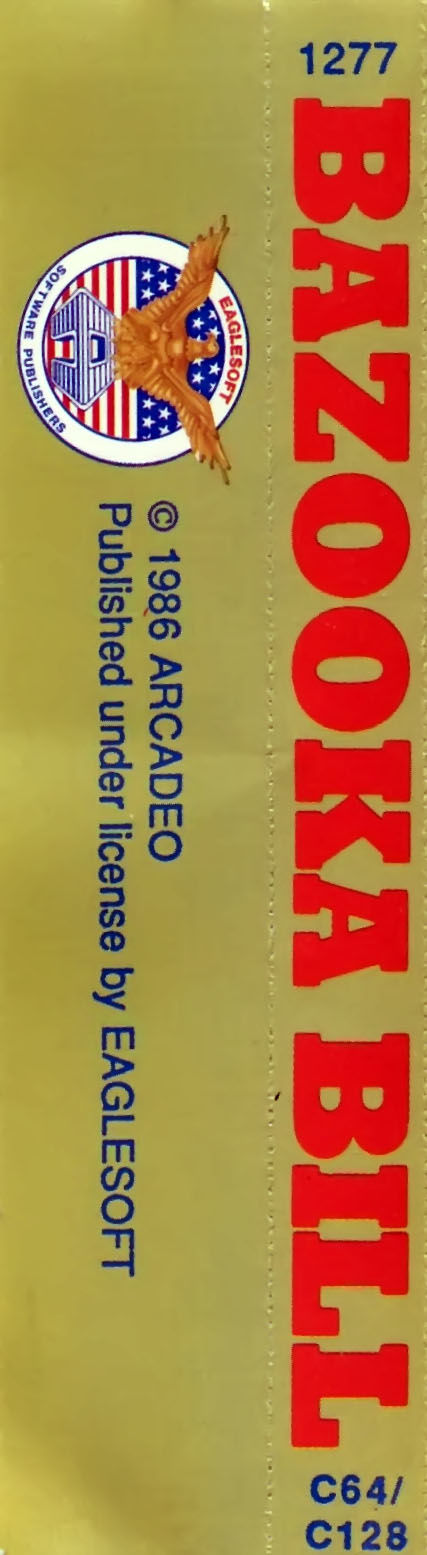 1277
BAZOOKA BILL
C64/
C128
EAGLESOFT
SOFTWARE PUBLISHERS
© 1986 ARCADEO
Published under license by EAGLESOFT